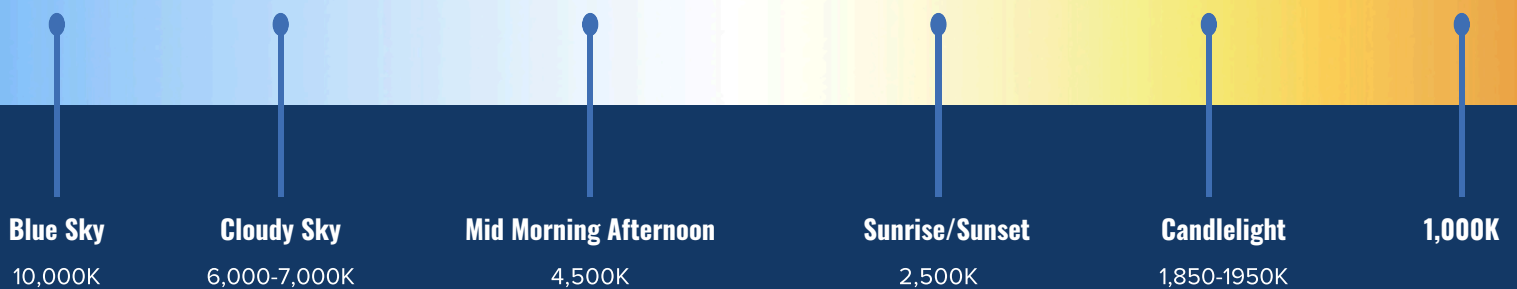 Blue Sky Cloudy Sky Mid Morning Afternoon Sunrise/Sunset Candlelight 1,000K
10,000K 6,000-7,000K 4,500K 2,500K 1,850-1950K